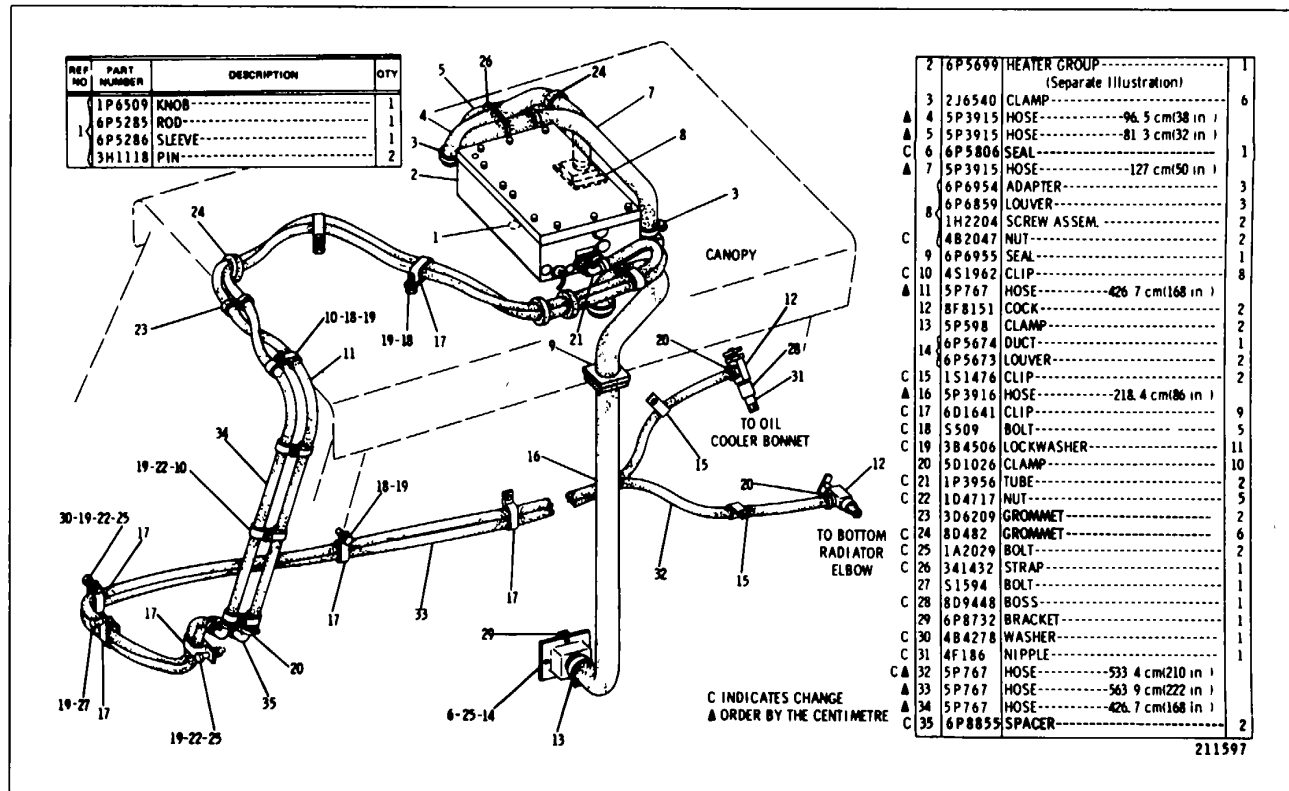 REF NO PART NUMBER DESCRIPTION QTY
1 1P6509 KNOB 1
6P5285 ROD 1
6P5286 SLEEVE 1
3H1118 PIN 2
2 6P5699 HEATER GROUP 1
(Separate Illustration)
3 2J6540 CLAMP 6
▲ 4 5P3915 HOSE 96.5 cm(38 in )
▲ 5 5P3915 HOSE 81 3 cm(32 in )
C 6 6P5806 SEAL 1
▲ 7 5P3915 HOSE 127 cm(50 in )
8 6P6954 ADAPTER 3
6P6859 LOUVER 3
1H2204 SCREW ASSEM. 2
C 4B2047 NUT 2
9 6P6955 SEAL 1
C 10 4S1962 CLIP 8
▲ 11 5P767 HOSE 426 7 cm(168 in )
12 8F8151 COCK 2
13 5P598 CLAMP 2
14 6P5674 DUCT 1
6P5673 LOUVER 2
C 15 1S1476 CLIP 2
▲ 16 5P3916 HOSE 218.4 cm(86 in )
C 17 6D1641 CLIP 9
C 18 S509 BOLT 5
C 19 3B4506 LOCKWASHER 11
20 5D1026 CLAMP 10
C 21 1P3956 TUBE 2
C 22 1D4717 NUT 5
23 3D6209 GROMMET 2
C 24 8D482 GROMMET 6
C 25 1A2029 BOLT 2
C 26 341432 STRAP 1
27 S1594 BOLT 1
C 28 8D9448 BOSS 1
29 6P8732 BRACKET 1
C 30 4B4278 WASHER 1
C 31 4F186 NIPPLE 1
C ▲ 32 5P767 HOSE 533 4 cm(210 in )
▲ 33 5P767 HOSE 563 9 cm(222 in )
▲ 34 5P767 HOSE 426.7 cm(168 in )
C 35 6P8855 SPACER 2
211597
26
5
24
4
7
8
3
2
3
24
1
CANOPY
12
23
10-18-19
19-18
17
21
20
11
9
28
31
TO OIL
COOLER BONNET
34
15
16
19-22-10
18-19
20
12
30-19-22-25
17
TO BOTTOM
RADIATOR
ELBOW
32
15
17
33
17
17
29
20
35
19-27
17
19-22-25
6-25-14
13
C INDICATES CHANGE
▲ ORDER BY THE CENTIMETRE